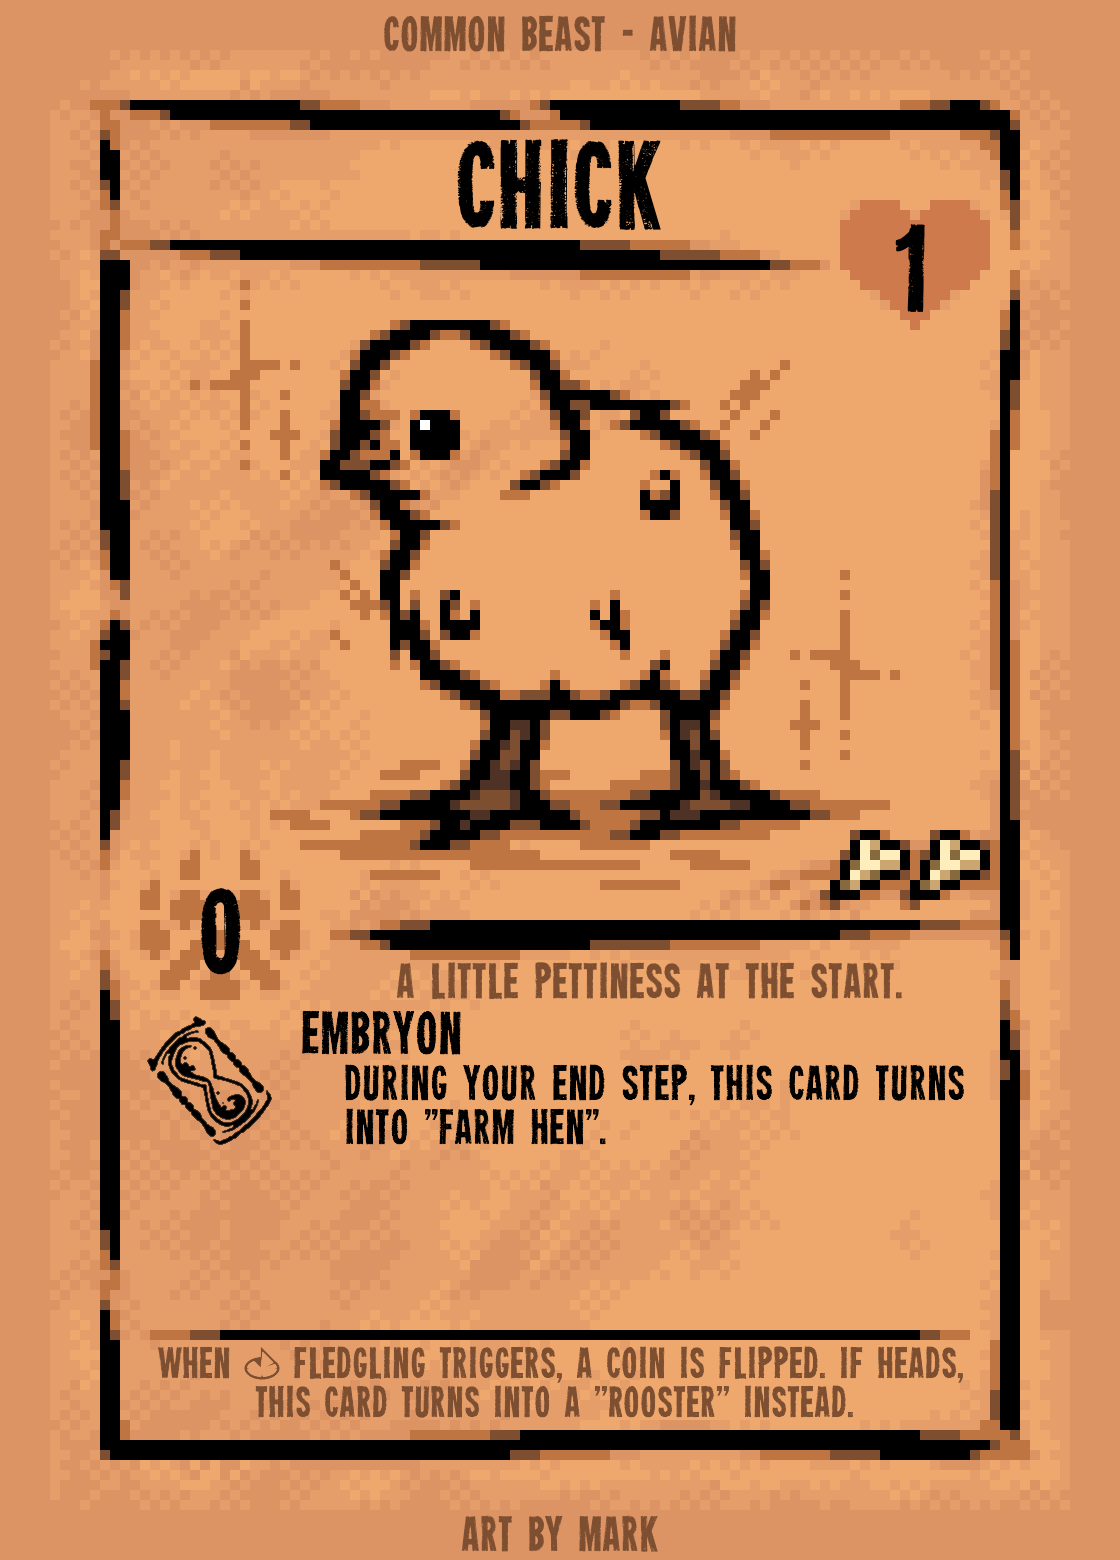 COMMON BEAST - AVIAN
CHICK
1
0
A LITTLE PETTINESS AT THE START.
EMBRYON
DURING YOUR END STEP, THIS CARD TURNS
INTO "FARM HEN".
WHEN FLEDGLING TRIGGERS, A COIN IS FLIPPED. IF HEADS,
THIS CARD TURNS INTO A "ROOSTER" INSTEAD.
ART BY MARK